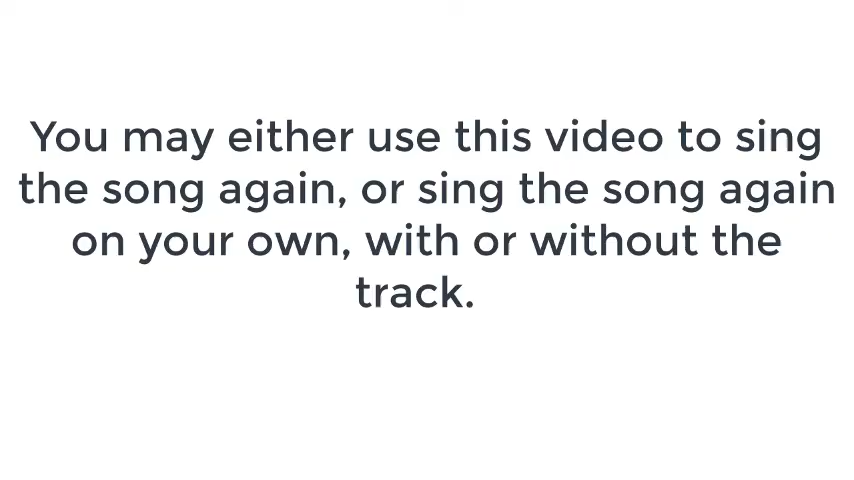 You may either use this video to sing
the song again, or sing the song again
on your own, with or without the
track.